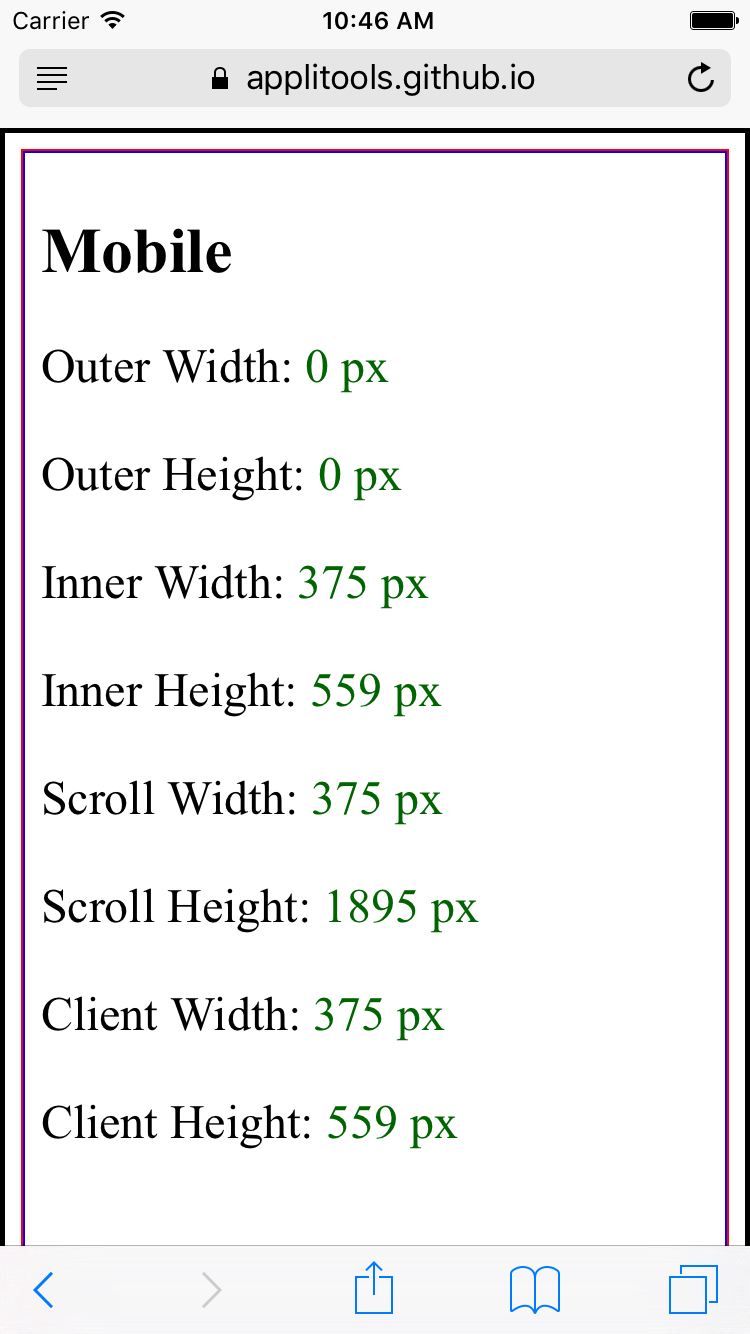 Carrier 10:46 AM
applitools.github.io
Mobile
Outer Width: 0 px
Outer Height: 0 px
Inner Width: 375 px
Inner Height: 559 px
Scroll Width: 375 px
Scroll Height: 1895 px
Client Width: 375 px
Client Height: 559 px